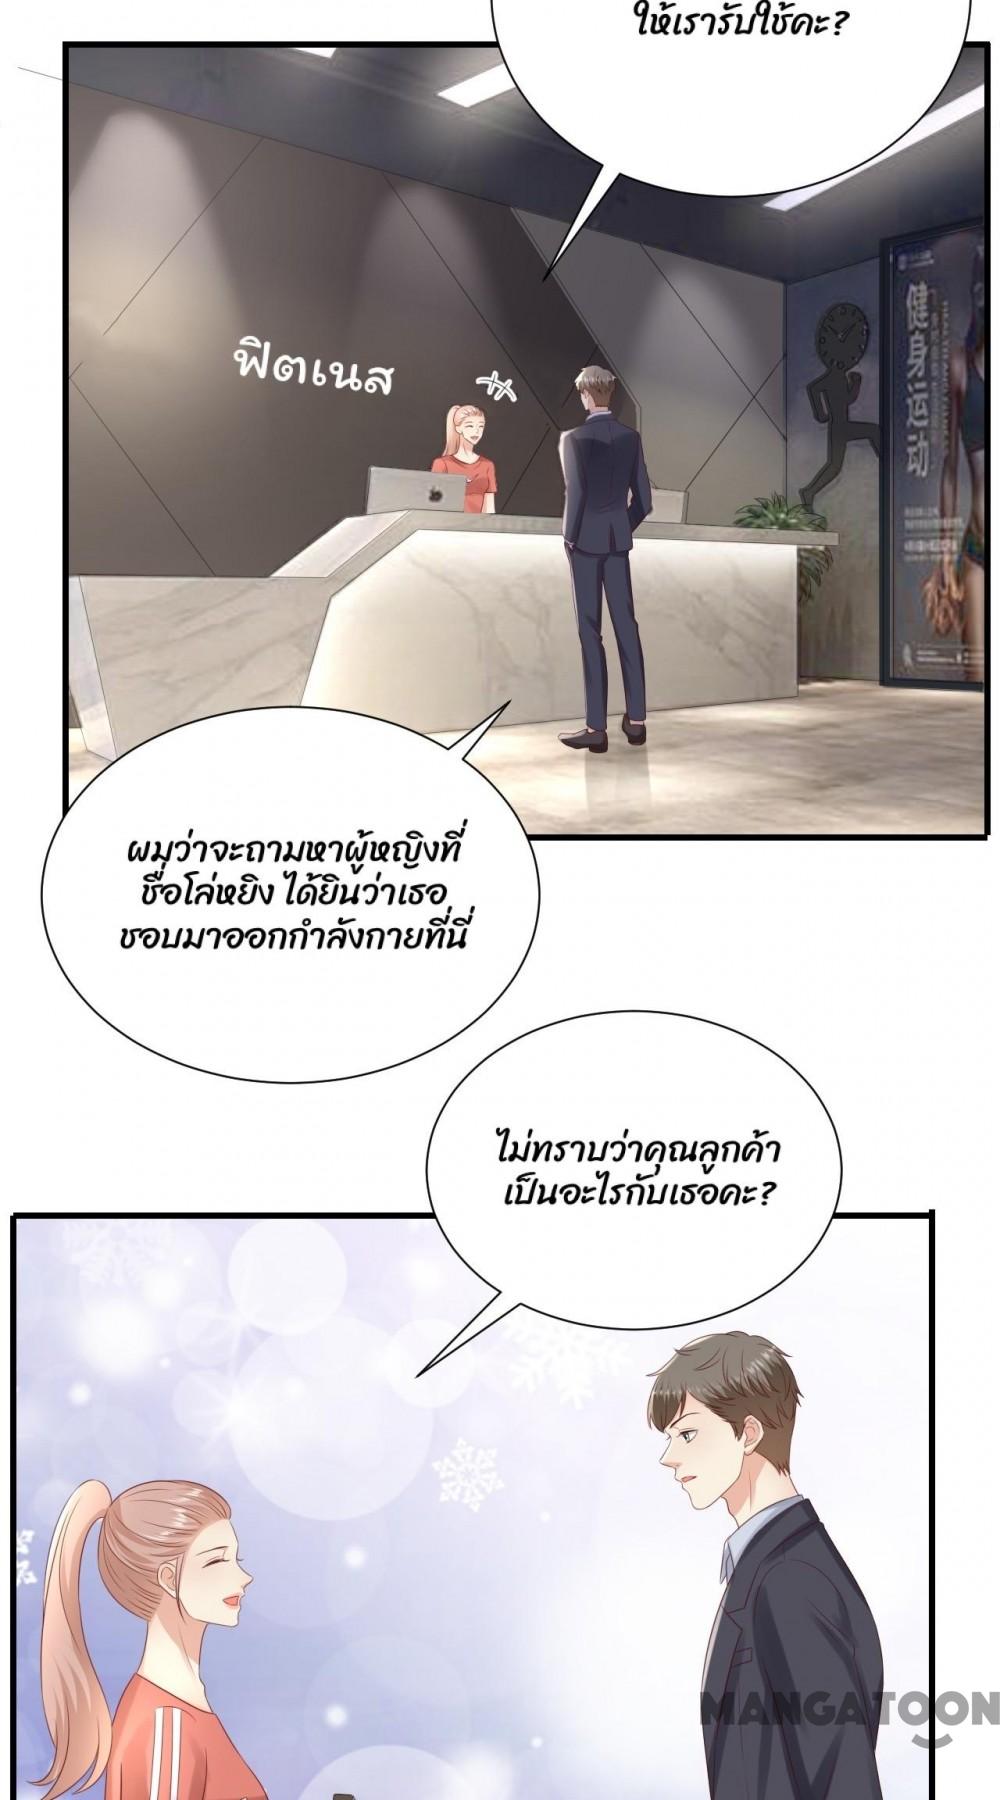 ให้เรารับใช้คะ?
ฟิตเนส
健身运动
ผมว่าจะถามหาผู้หญิงที่
ชื่อโล่หยิง ได้ยินว่าเธอ
ชอบมาออกกำลังกายที่นี่
ไม่ทราบว่าคุณลูกค้า
เป็นอะไรกับเธอคะ?
MANGATOON